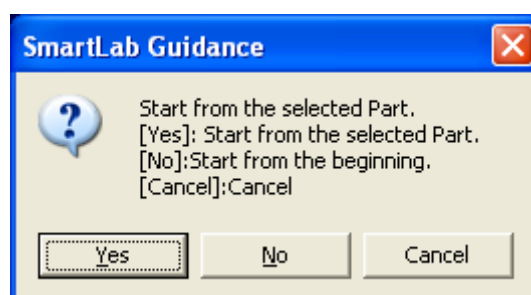 SmartLab Guidance
Start from the selected Part.
[Yes]: Start from the selected Part.
[No]:Start from the beginning.
[Cancel]:Cancel
Yes No Cancel